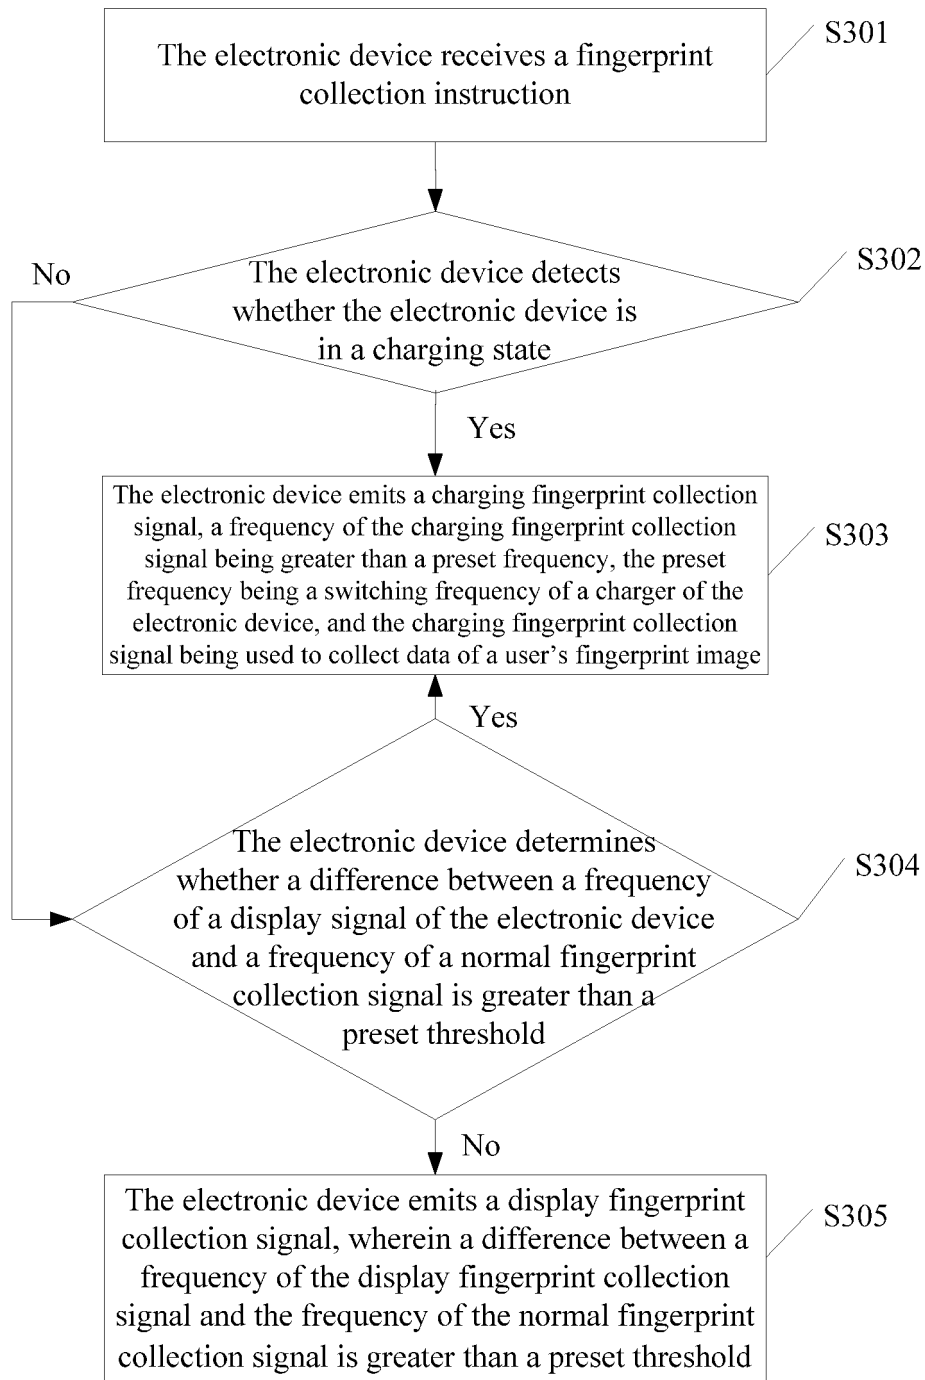 The electronic device receives a fingerprint
collection instruction
S301
The electronic device detects
whether the electronic device is
in a charging state
S302
No
Yes
The electronic device emits a charging fingerprint collection
signal, a frequency of the charging fingerprint collection
signal being greater than a preset frequency, the preset
frequency being a switching frequency of a charger of the
electronic device, and the charging fingerprint collection
signal being used to collect data of a user's fingerprint image
S303
Yes
The electronic device determines
whether a difference between a frequency
of a display signal of the electronic device
and a frequency of a normal fingerprint
collection signal is greater than a
preset threshold
S304
No
The electronic device emits a display fingerprint
collection signal, wherein a difference between a
frequency of the display fingerprint collection
signal and the frequency of the normal fingerprint
collection signal is greater than a preset threshold
S305